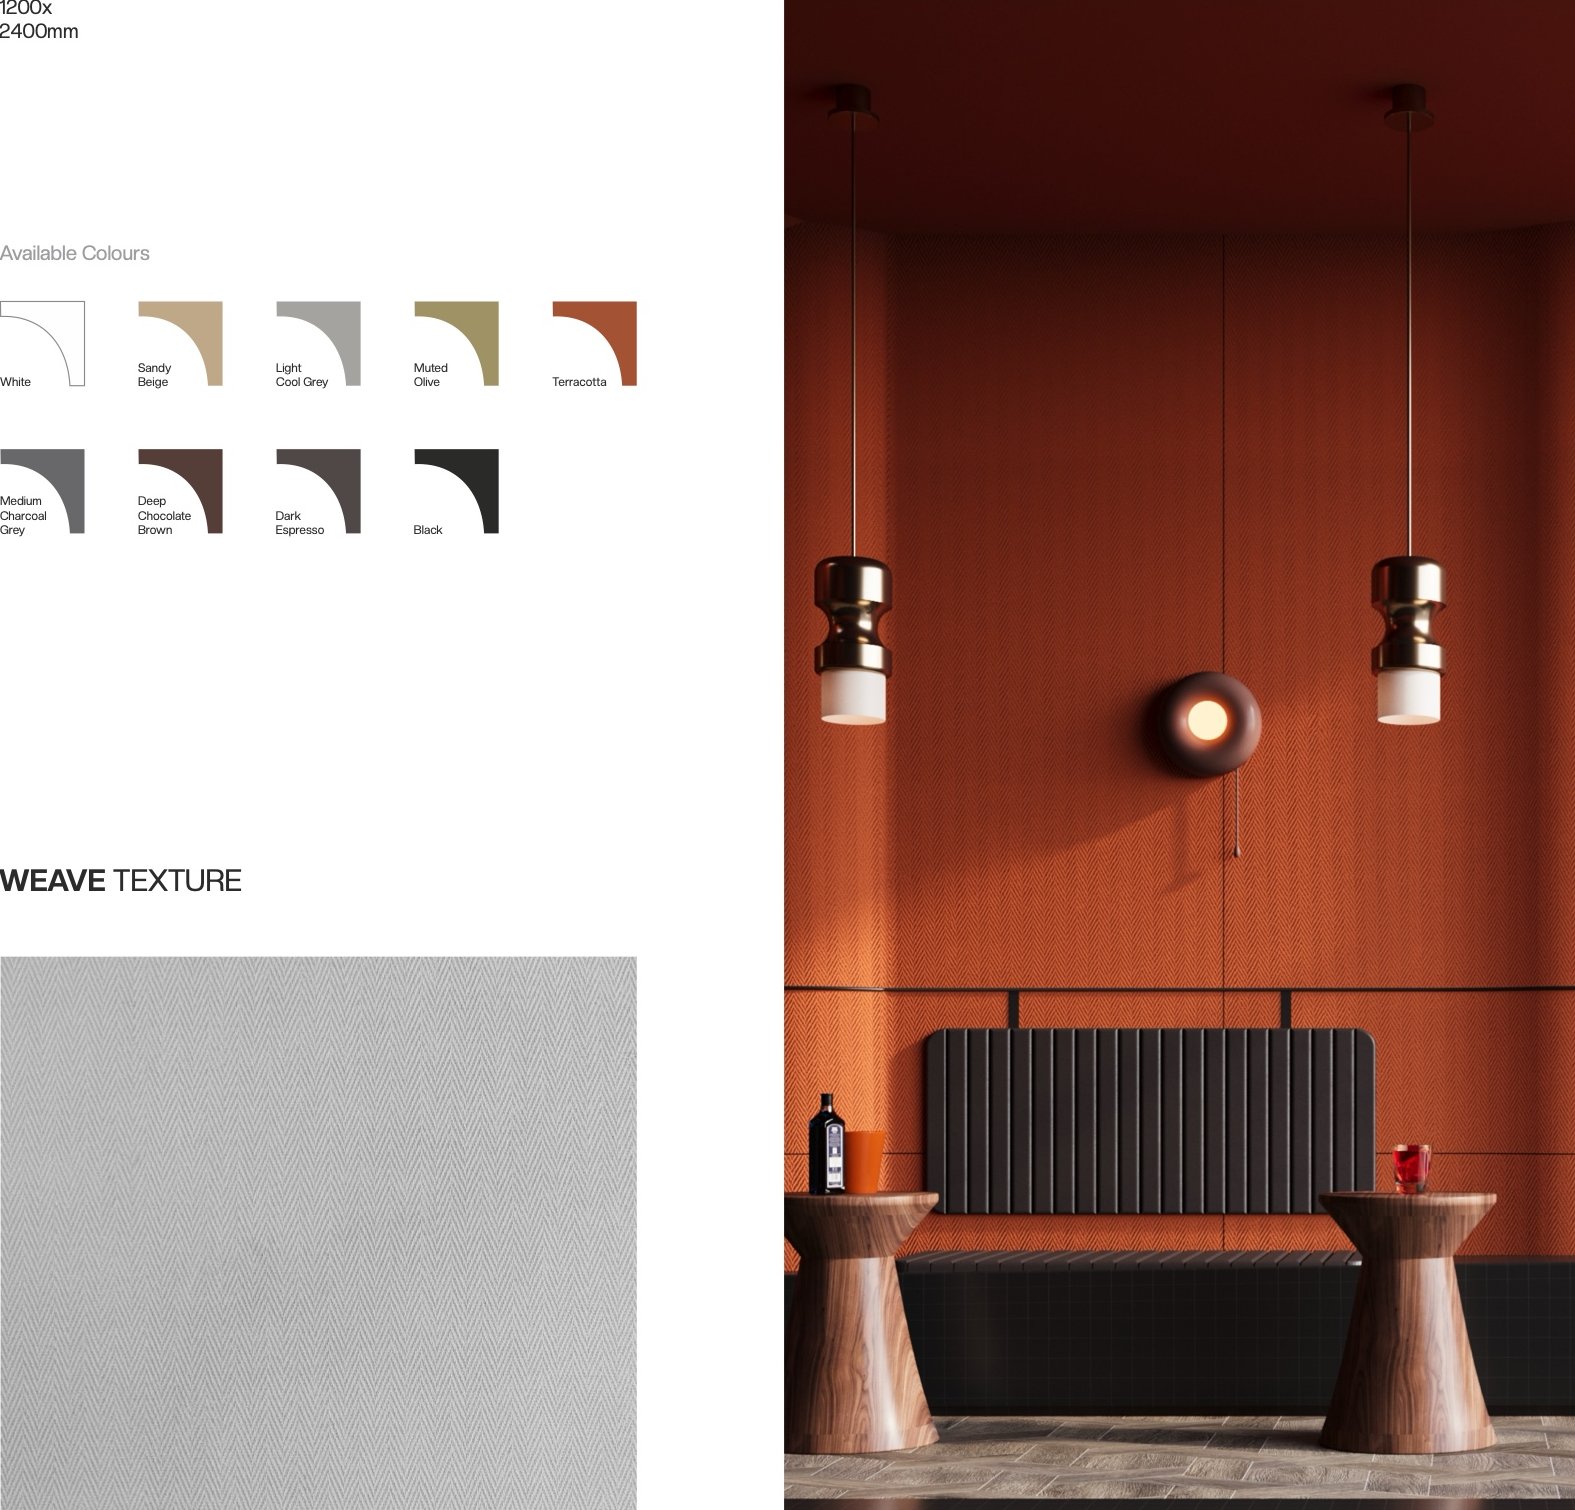 1200x
2400mm
Available Colours
White
Sandy
Beige
Light
Cool Grey
Muted
Olive
Terracotta
Medium
Charcoal
Grey
Deep
Chocolate
Brown
Dark
Espresso
Black
WEAVE TEXTURE